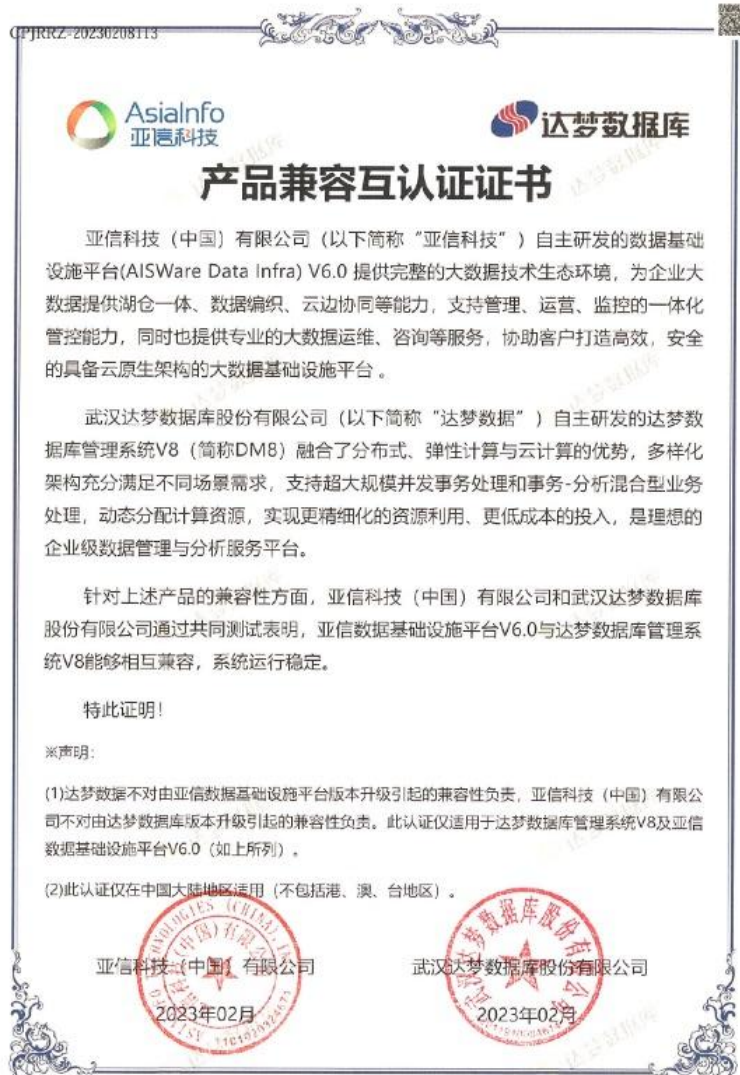 CPJRRZ-20230208113
AsiaInfo
亚信科技
达梦数据库
产品兼容互认证证书
亚信科技（中国）有限公司（以下简称“亚信科技”）自主研发的数据基础
设施平台(AISWare Data Infra) V6.0 提供完整的大数据技术生态环境，为企业大
数据提供湖仓一体、数据编织、云边协同等能力，支持管理、运营、监控的一体化
管控能力，同时也提供专业的大数据运维、咨询等服务，协助客户打造高效，安全
的具备云原生架构的大数据基础设施平台 。
武汉达梦数据库股份有限公司（以下简称“达梦数据”）自主研发的达梦数
据库管理系统V8（简称DM8）融合了分布式、弹性计算与云计算的优势，多样化
架构充分满足不同场景需求，支持超大规模并发事务处理和事务-分析混合型业务
处理，动态分配计算资源，实现更精细化的资源利用、更低成本的投入，是理想的
企业级数据管理与分析服务平台。
针对上述产品的兼容性方面，亚信科技（中国）有限公司和武汉达梦数据库
股份有限公司通过共同测试表明，亚信数据基础设施平台V6.0与达梦数据库管理系
统V8能够相互兼容，系统运行稳定。
特此证明！
※声明：
(1)达梦数据不对由亚信数据基础设施平台版本升级引起的兼容性负责，亚信科技（中国）有限公
司不对由达梦数据库版本升级引起的兼容性负责。此认证仅适用于达梦数据库管理系统V8及亚信
数据基础设施平台V6.0（如上所列）。
(2)此认证仅在中国大陆地区适用（不包括港、澳、台地区）。
亚信科技（中国）有限公司
武汉达梦数据库股份有限公司
2023年02月
2023年02月